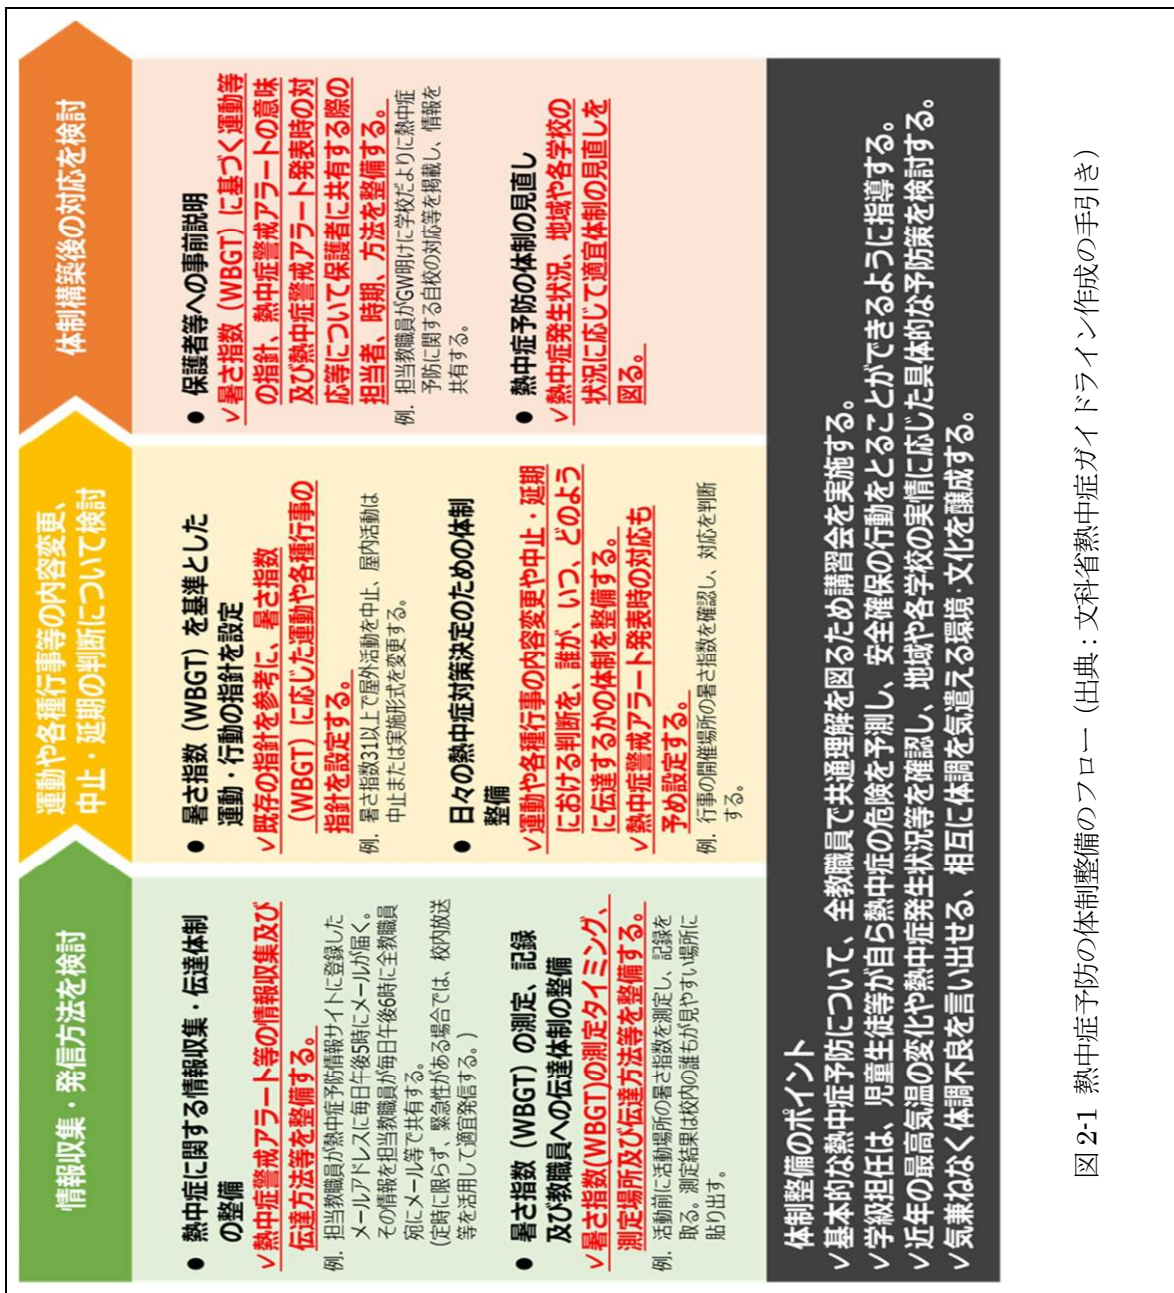 情報収集・発信方法を検討
● 熱中症に関する情報収集・伝達体制
の整備
✓熱中症警戒アラート等の情報収集及び
伝達方法等を整備する。
例．担当教職員が熱中症予防情報サイトに登録した
メールアドレスに毎日午後5時にメールが届く。
その情報を担当教職員が毎日午後6時に全教職員
宛にメール等で共有する。
(定時に限らず、緊急性がある場合では、校内放送
等を活用して適宜発信する。)
● 暑さ指数（WBGT）の測定、記録
及び教職員への伝達体制の整備
✓暑さ指数(WBGT)の測定タイミング、
測定場所及び伝達方法等を整備する。
例．活動前に活動場所の暑さ指数を測定し、記録を
取る。測定結果は校内の誰もが見やすい場所に
貼り出す。
運動や各種行事等の内容変更、
中止・延期の判断について検討
● 暑さ指数（WBGT）を基準とした
運動・行動の指針を設定
✓既存の指針を参考に、暑さ指数
（WBGT）に応じた運動や各種行事の
指針を設定する。
例．暑さ指数31以上で屋外活動を中止、屋内活動は
中止または実施形式を変更する。
● 日々の熱中症対策決定のための体制
整備
✓運動や各種行事の内容変更や中止・延期
における判断を、誰が、いつ、どのよう
に伝達するかの体制を整備する。
✓熱中症警戒アラート発表時の対応も
予め設定する。
例．行事の開催場所の暑さ指数を確認し、対応を判断
する。
体制構築後の対応を検討
● 保護者等への事前説明
✓暑さ指数（WBGT）に基づく運動等
の指針、熱中症警戒アラートの意味
及び熱中症警戒アラート発表時の対
応等について保護者に共有する際の
担当者、時期、方法を整備する。
例．担当教職員がGW明けに学校だよりに熱中症
予防に関する自校の対応等を掲載し、情報を
共有する。
● 熱中症予防の体制の見直し
✓熱中症発生状況、地域や各学校の
状況に応じて適宜体制の見直しを
図る。
体制整備のポイント
✓基本的な熱中症予防について、全教職員で共通理解を図るため講習会を実施する。
✓学級担任は、児童生徒等が自ら熱中症の危険を予測し、安全確保の行動をとることができるように指導する。
✓近年の最高気温の変化や熱中症発生状況等を確認し、地域や各学校の実情に応じた具体的な予防策を検討する。
✓気兼ねなく体調不良を言い出せる、相互に体調を気遣える環境・文化を醸成する。
図 2-1 熱中症予防の体制整備のフロー（出典：文科省熱中症ガイドライン作成の手引き）